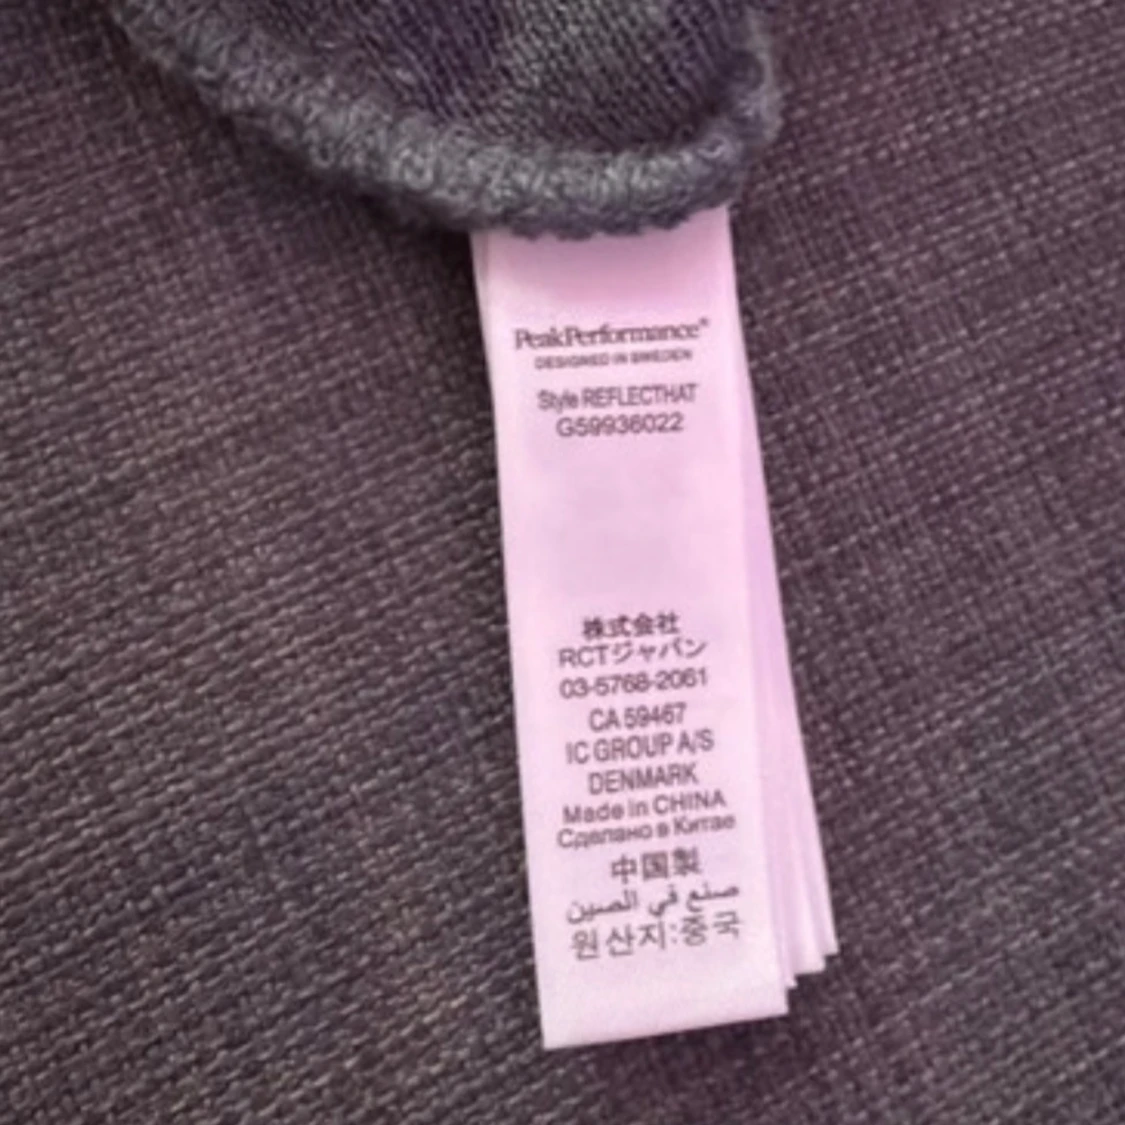 PeakPerformance®
DESIGNED IN SWEDEN
Style REFLECTHAT
G59936022
株式会社
RCTジャパン
03-5768-2061
CA 59467
IC GROUP A/S
DENMARK
Made in CHINA
Сделано в Китае
中国製
صنع في الصين
원산지:중국